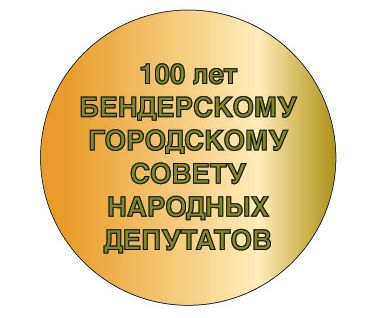 100 лет
БЕНДЕРСКОМУ
ГОРОДСКОМУ
СОВЕТУ
НАРОДНЫХ
ДЕПУТАТОВ